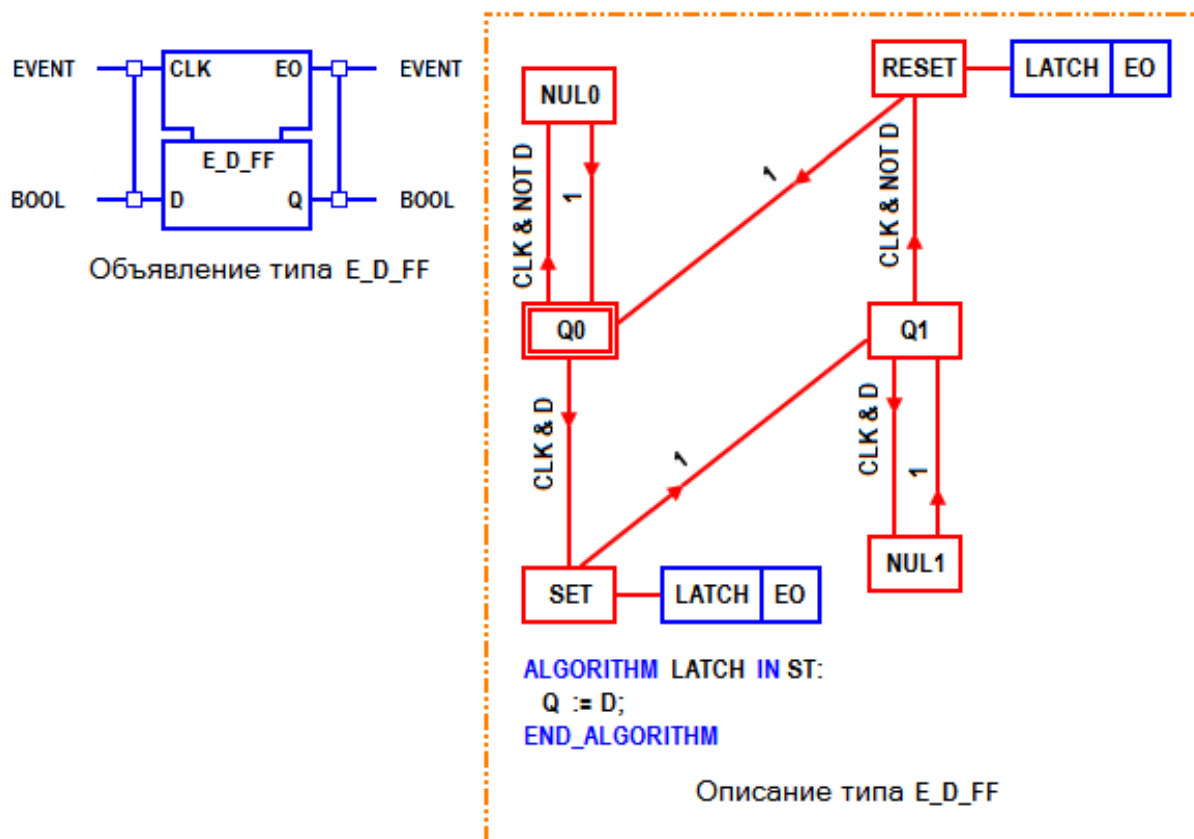 EVENT CLK EO EVENT
E_D_FF
BOOL D Q BOOL
Объявление типа E_D_FF
NUL0
RESET LATCH EO
CLK & NOT D
1
1
CLK & NOT D
Q0
Q1
CLK & D
1
CLK & D
1
SET LATCH EO
NUL1
ALGORITHM LATCH IN ST:
Q := D;
END_ALGORITHM
Описание типа E_D_FF